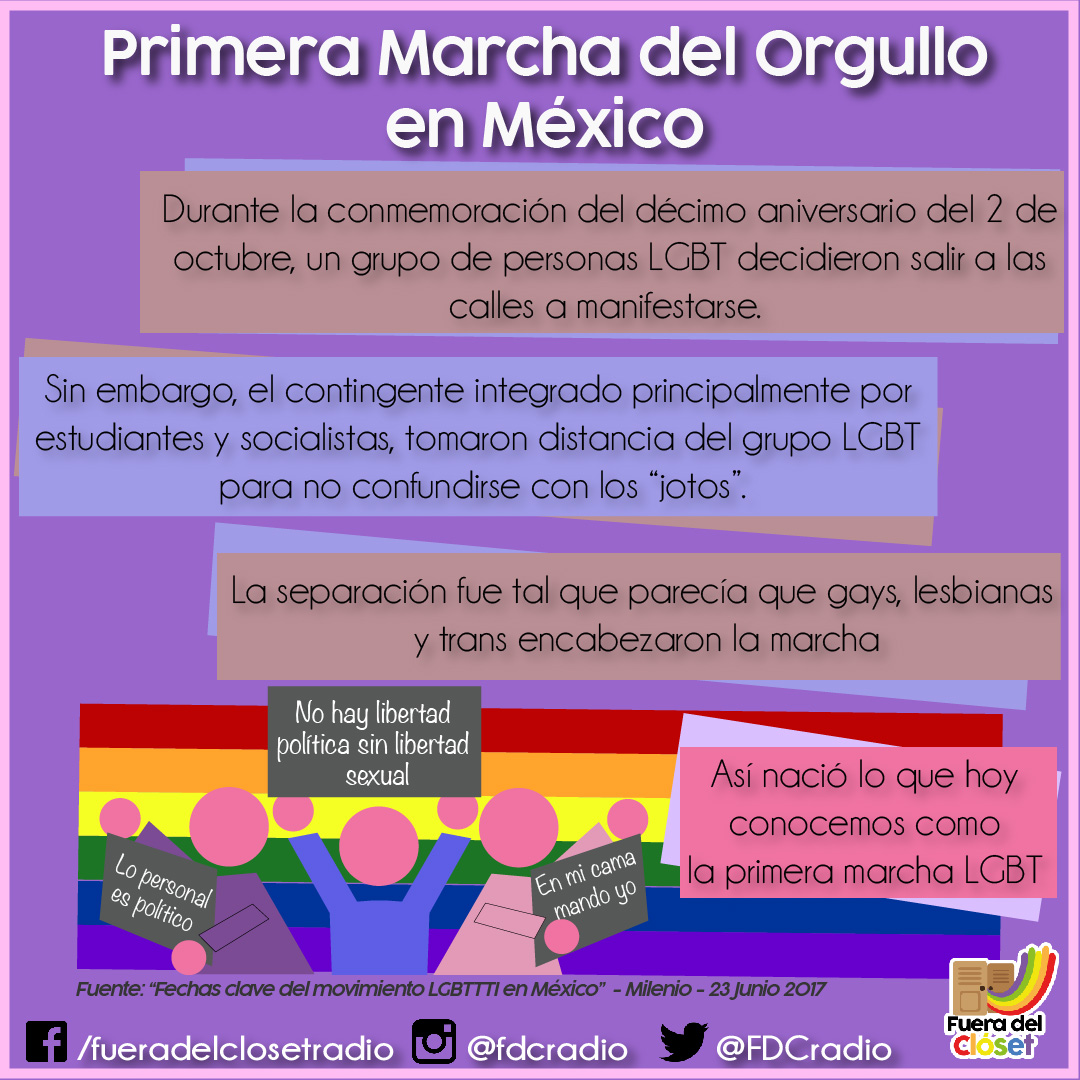 Primera Marcha del Orgullo
en México
Durante la conmemoración del décimo aniversario del 2 de
octubre, un grupo de personas LGBT decidieron salir a las
calles a manifestarse.
Sin embargo, el contingente integrado principalmente por
estudiantes y socialistas, tomaron distancia del grupo LGBT
para no confundirse con los “jotos”.
La separación fue tal que parecía que gays, lesbianas
y trans encabezaron la marcha
No hay libertad
política sin libertad
sexual
Lo personal
es político
En mi cama
mando yo
Así nació lo que hoy
conocemos como
la primera marcha LGBT
Fuente: “Fechas clave del movimiento LGBTTTI en México” - Milenio - 23 Junio 2017
/fueradelclosetradio
@fdcradio
@FDCradio
Fuera del
Clóset